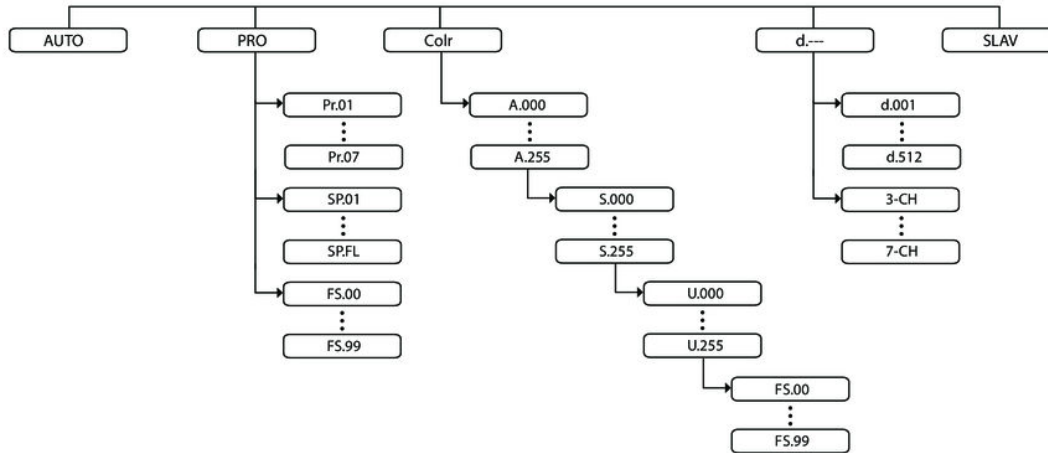 AUTO
PRO
Colr
d.---
SLAV
Pr.01
Pr.07
SP.01
SP.FL
FS.00
FS.99
A.000
A.255
S.000
S.255
U.000
U.255
FS.00
FS.99
d.001
d.512
3-CH
7-CH